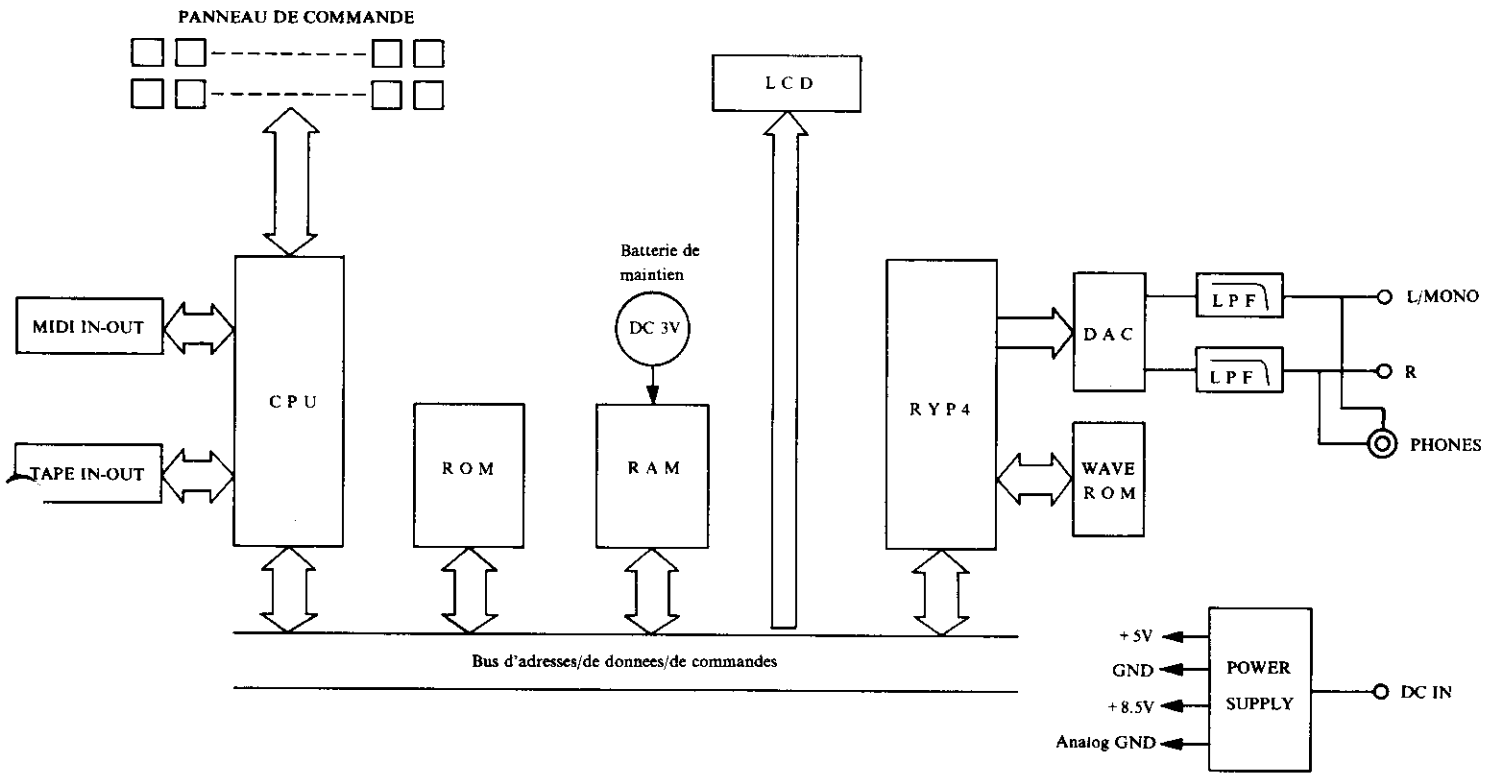 PANNEAU DE COMMANDE
LCD
Batterie de
maintien
DC 3V
MIDI IN-OUT
TAPE IN-OUT
CPU
ROM
RAM
RYP4
DAC
WAVE
ROM
LPF
LPF
L/MONO
R
PHONES
Bus d'adresses/de donnees/de commandes
+5V
GND
+8.5V
Analog GND
POWER
SUPPLY
DC IN